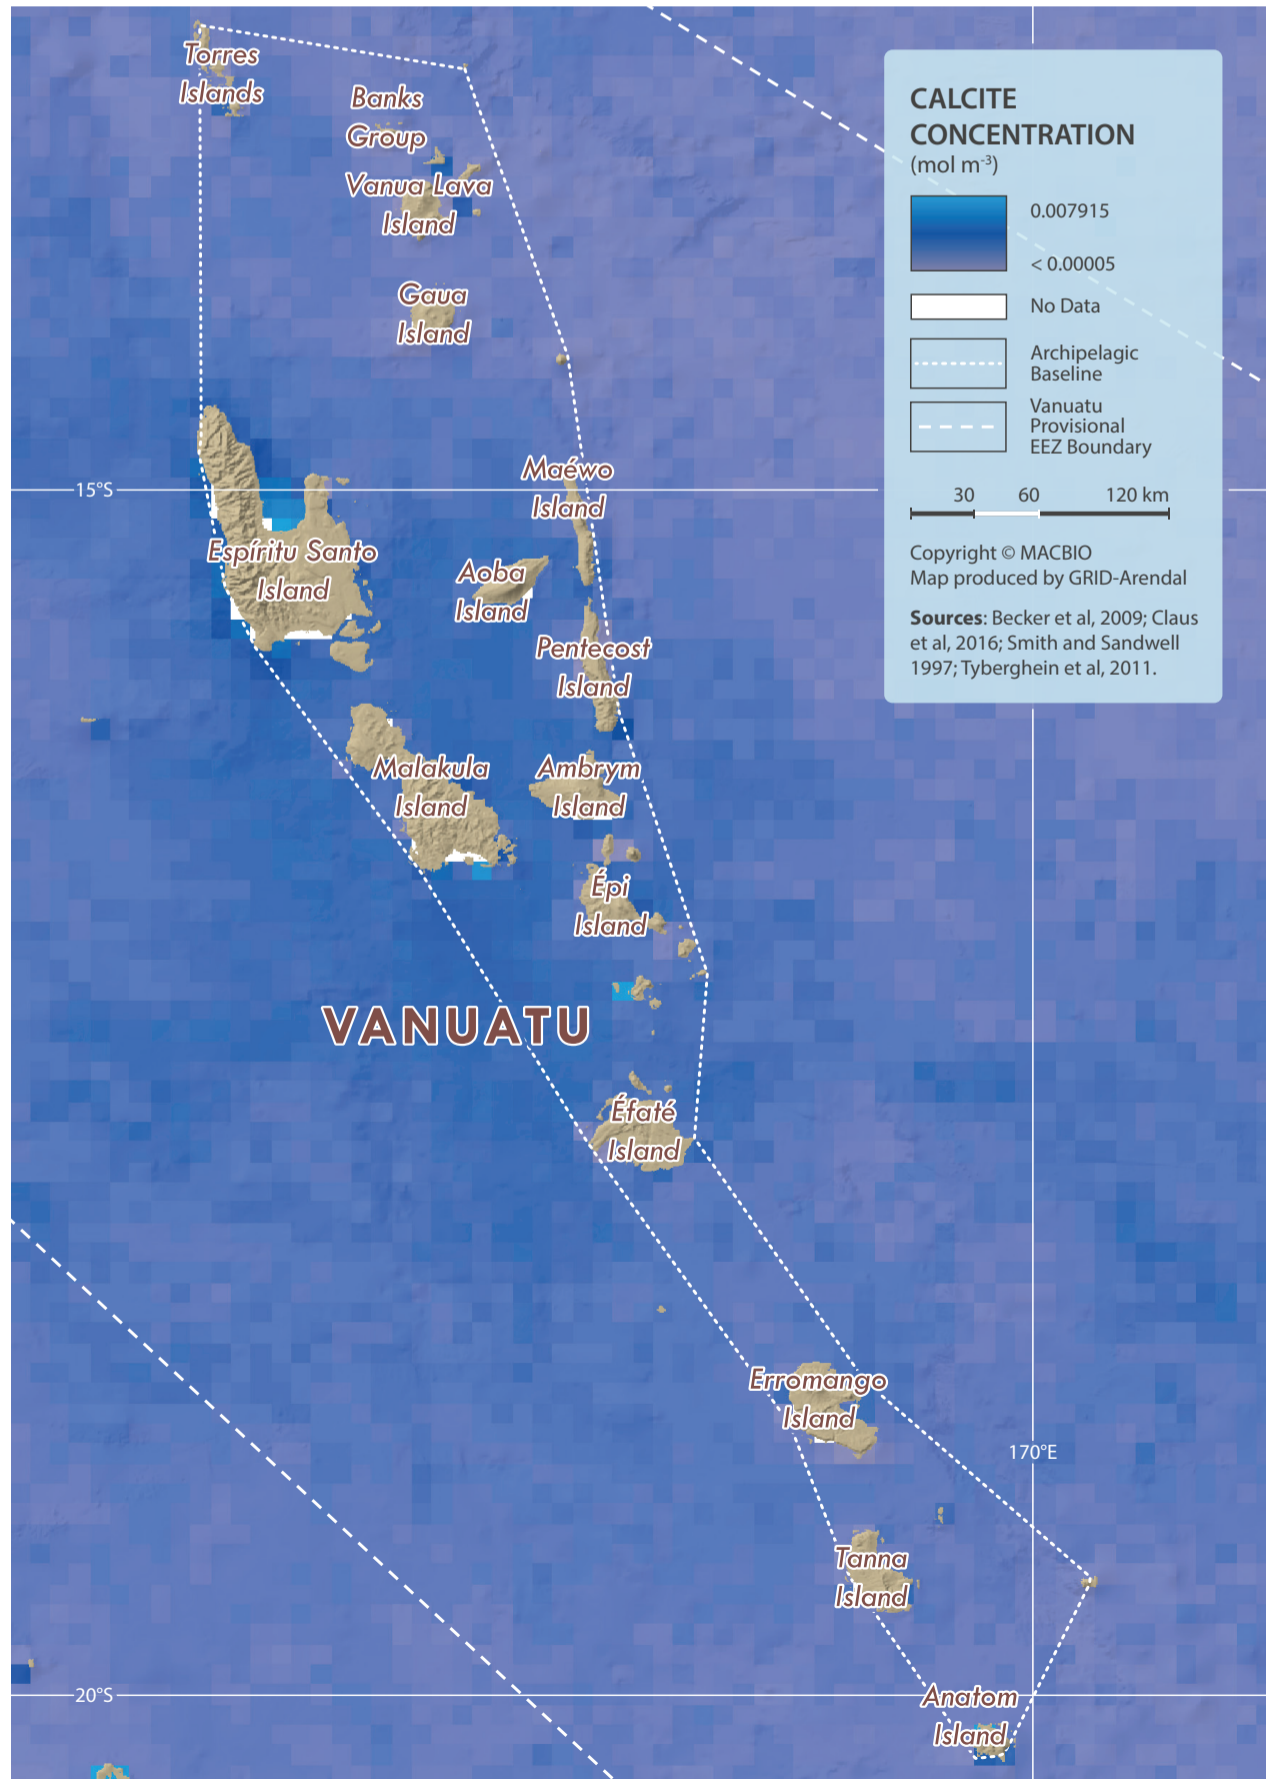 Torres
Islands
Banks
Group
Vanua Lava
Island
Gaua
Island
Maéwo
Island
15°S
Espíritu Santo
Island
Aoba
Island
Pentecost
Island
Malakula
Island
Ambrym
Island
Épi
Island
VANUATU
Éfaté
Island
Erromango
Island
170°E
Tanna
Island
20°S
Anatom
Island
CALCITE
CONCENTRATION
(mol m⁻³)
0.007915
< 0.00005
No Data
Archipelagic
Baseline
Vanuatu
Provisional
EEZ Boundary
30 60 120 km
Copyright © MACBIO
Map produced by GRID-Arendal
Sources: Becker et al, 2009; Claus
et al, 2016; Smith and Sandwell
1997; Tyberghein et al, 2011.